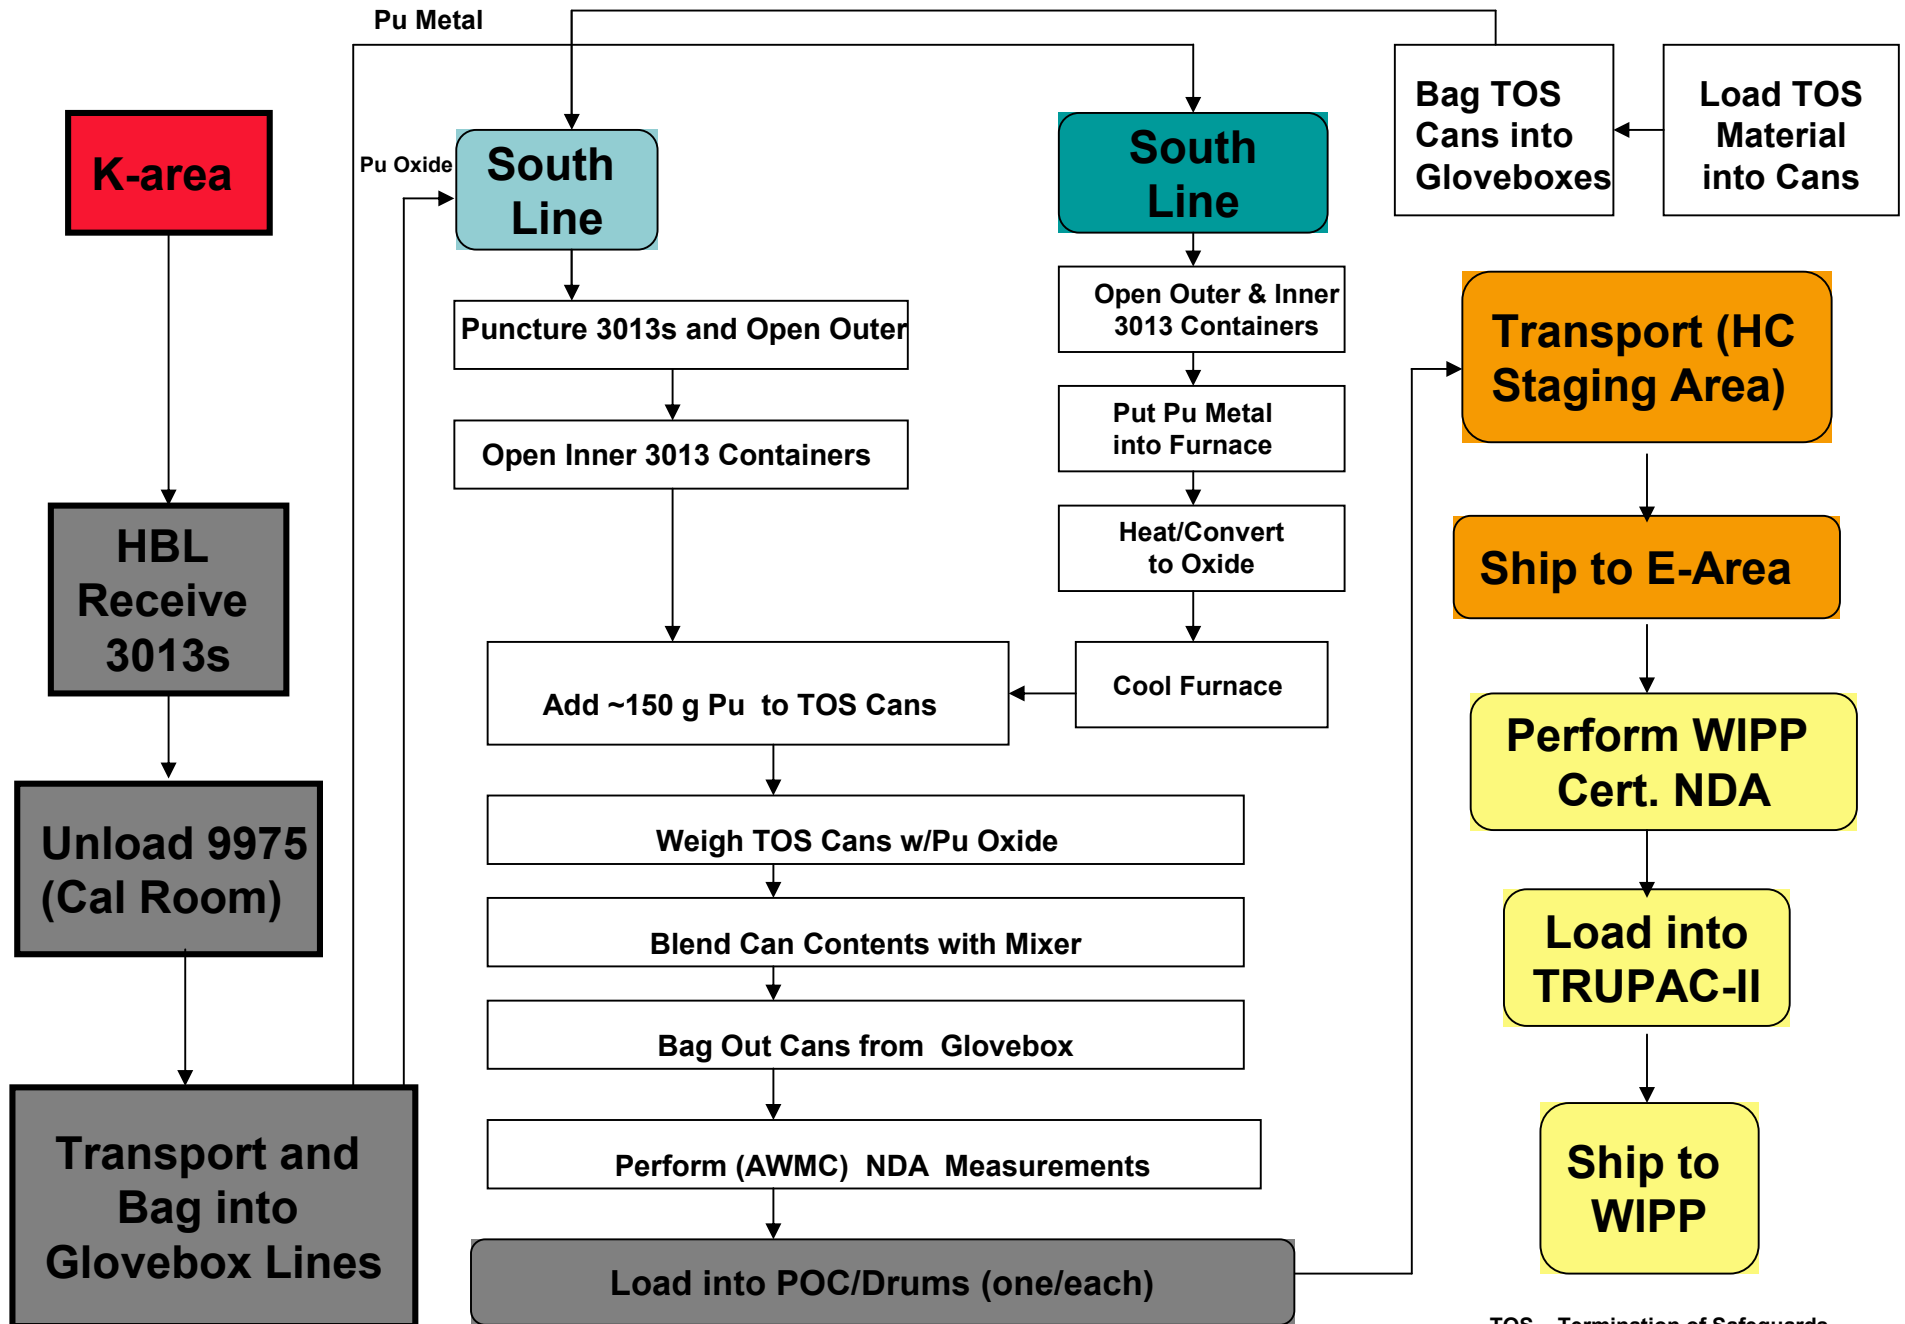 Pu Metal
K-area
Pu Oxide
South
Line
South
Line
Bag TOS
Cans into
Gloveboxes
Load TOS
Material
into Cans
Puncture 3013s and Open Outer
Open Inner 3013 Containers
Open Outer & Inner
3013 Containers
Put Pu Metal
into Furnace
Heat/Convert
to Oxide
Cool Furnace
Add ~150 g Pu to TOS Cans
HBL
Receive
3013s
Unload 9975
(Cal Room)
Transport and
Bag into
Glovebox Lines
Weigh TOS Cans w/Pu Oxide
Blend Can Contents with Mixer
Bag Out Cans from Glovebox
Perform (AWMC) NDA Measurements
Load into POC/Drums (one/each)
Transport (HC
Staging Area)
Ship to E-Area
Perform WIPP
Cert. NDA
Load into
TRUPAC-II
Ship to
WIPP
TOS – Termination of Safeguards